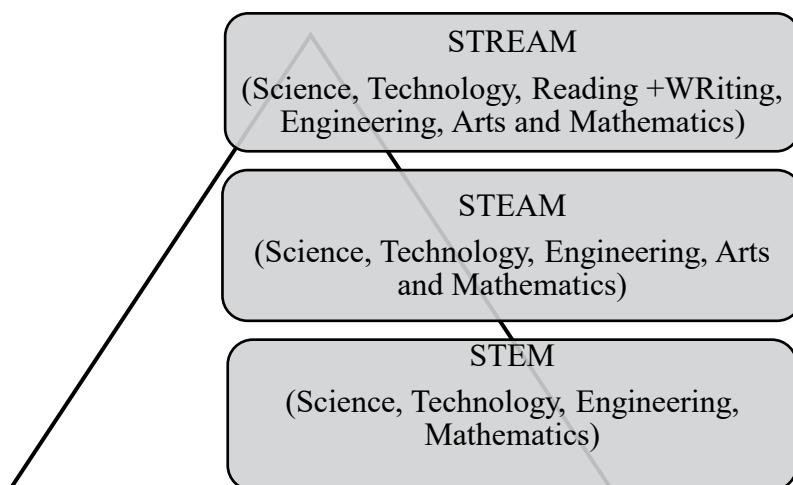 STREAM
(Science, Technology, Reading +WRiting,
Engineering, Arts and Mathematics)
STEAM
(Science, Technology, Engineering, Arts
and Mathematics)
STEM
(Science, Technology, Engineering,
Mathematics)